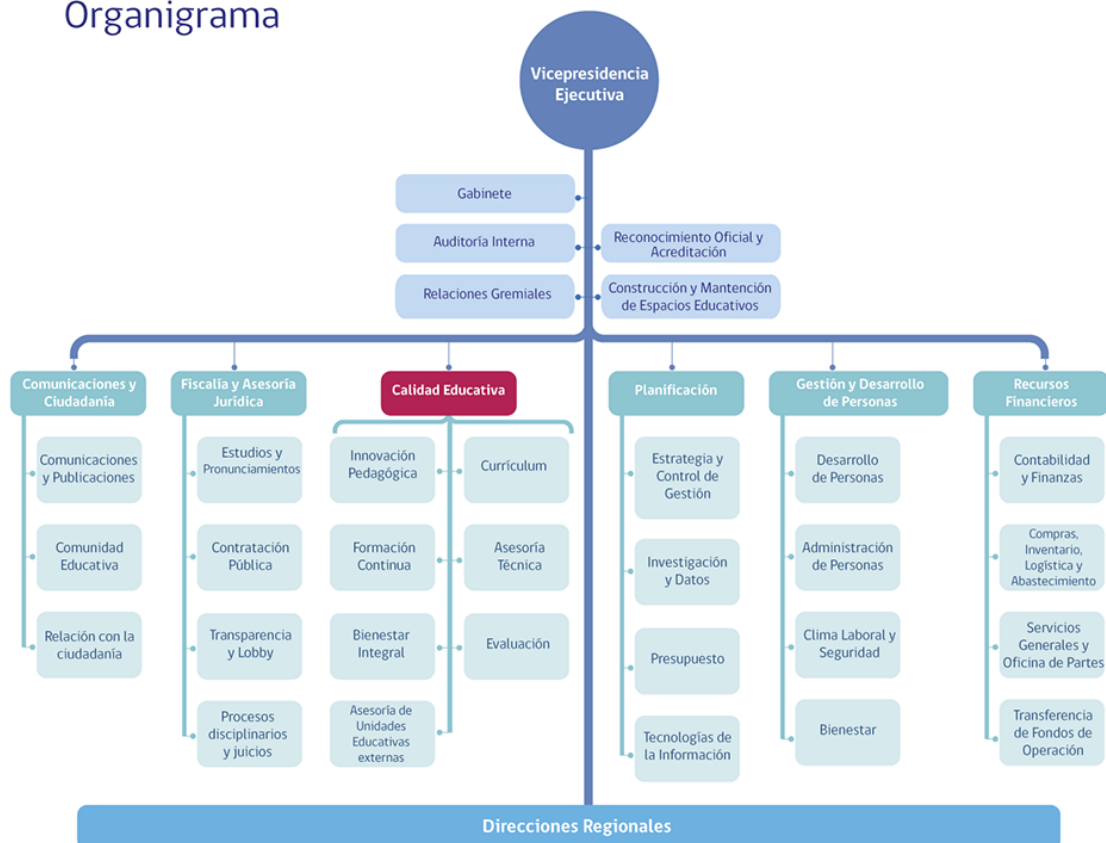 Organigrama
Vicepresidencia
Ejecutiva
Gabinete
Auditoría Interna
Reconocimiento Oficial y
Acreditación
Relaciones Gremiales
Construcción y Mantención
de Espacios Educativos
Comunicaciones y
Ciudadanía
Comunicaciones
y Publicaciones
Comunidad
Educativa
Relación con la
ciudadanía
Fiscalía y Asesoría
Jurídica
Estudios y
Pronunciamientos
Contratación
Pública
Transparencia
y Lobby
Procesos
disciplinarios
y juicios
Calidad Educativa
Innovación
Pedagógica
Currículum
Formación
Continua
Asesoría
Técnica
Bienestar
Integral
Evaluación
Asesoría de
Unidades
Educativas
externas
Planificación
Estrategia y
Control de
Gestión
Investigación
y Datos
Presupuesto
Tecnologías de
la Información
Gestión y Desarrollo
de Personas
Desarrollo
de Personas
Administración
de Personas
Clima Laboral y
Seguridad
Bienestar
Recursos
Financieros
Contabilidad
y Finanzas
Compras,
Inventario,
Logística y
Abastecimiento
Servicios
Generales y
Oficina de Partes
Transferencia
de Fondos de
Operación
Direcciones Regionales